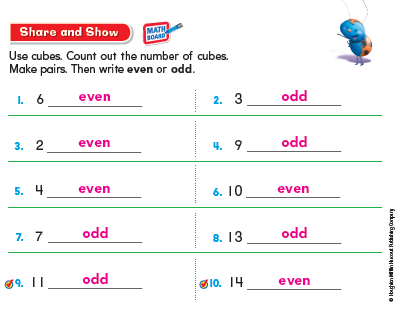 Share and Show MATH BOARD
Use cubes. Count out the number of cubes.
Make pairs. Then write even or odd.
1. 6 even 2. 3 odd
3. 2 even 4. 9 odd
5. 4 even 6. 10 even
7. 7 odd 8. 13 odd
9. 11 odd 10. 14 even
© Houghton Mifflin Harcourt Publishing Company